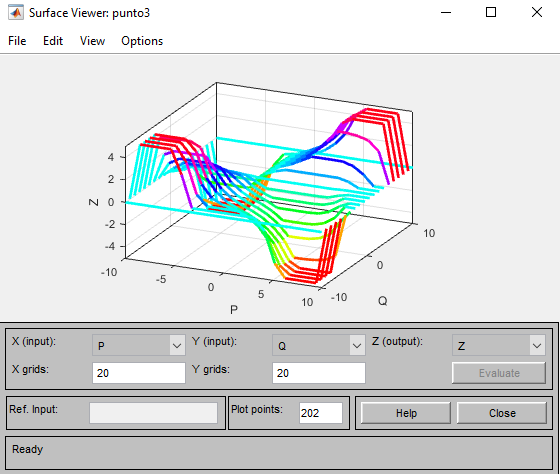 Surface Viewer: punto3
File Edit View Options
4
2
0
-2
-4
Z
-10
-5
0
5
10
P
-10
0
10
Q
X (input): P Y (input): Q Z (output): Z
X grids: 20 Y grids: 20 Evaluate
Ref. Input: Plot points: 202 Help Close
Ready